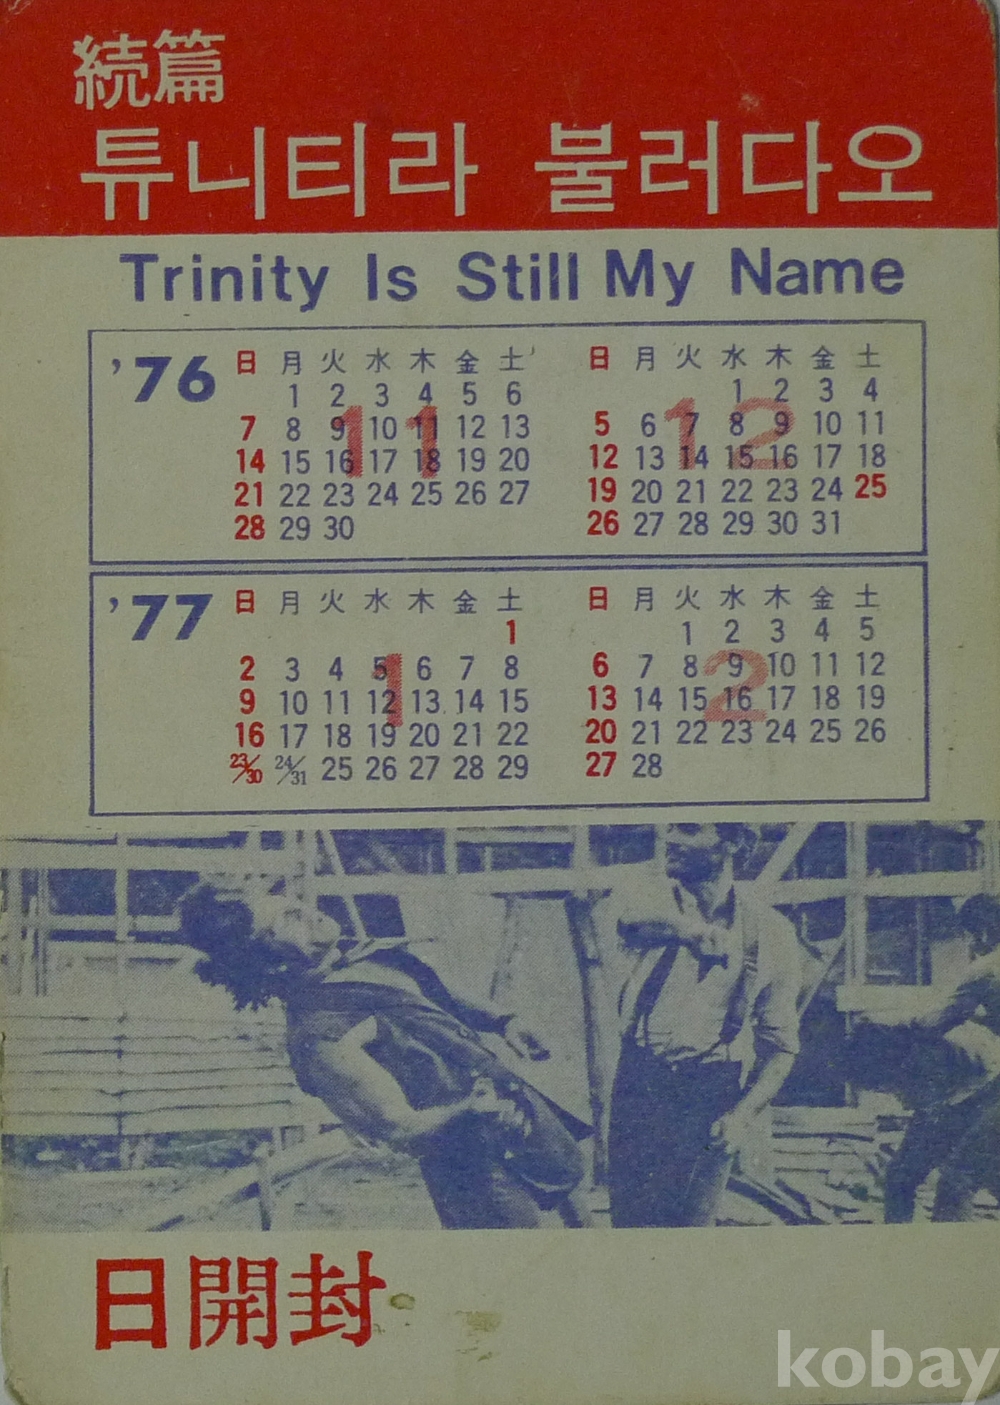 続篇
튜니티라 불러다오
Trinity Is Still My Name
'76
日 月 火 水 木 金 土
1 2 3 4 5 6
7 8 9 10 11 12 13
14 15 16 17 18 19 20
21 22 23 24 25 26 27
28 29 30
11
日 月 火 水 木 金 土
1 2 3 4
5 6 7 8 9 10 11
12 13 14 15 16 17 18
19 20 21 22 23 24 25
26 27 28 29 30 31
12
'77
日 月 火 水 木 金 土
1
2 3 4 5 6 7 8
9 10 11 12 13 14 15
16 17 18 19 20 21 22
23/30 24/31 25 26 27 28 29
1
日 月 火 水 木 金 土
1 2 3 4 5
6 7 8 9 10 11 12
13 14 15 16 17 18 19
20 21 22 23 24 25 26
27 28
2
日開封
kobay